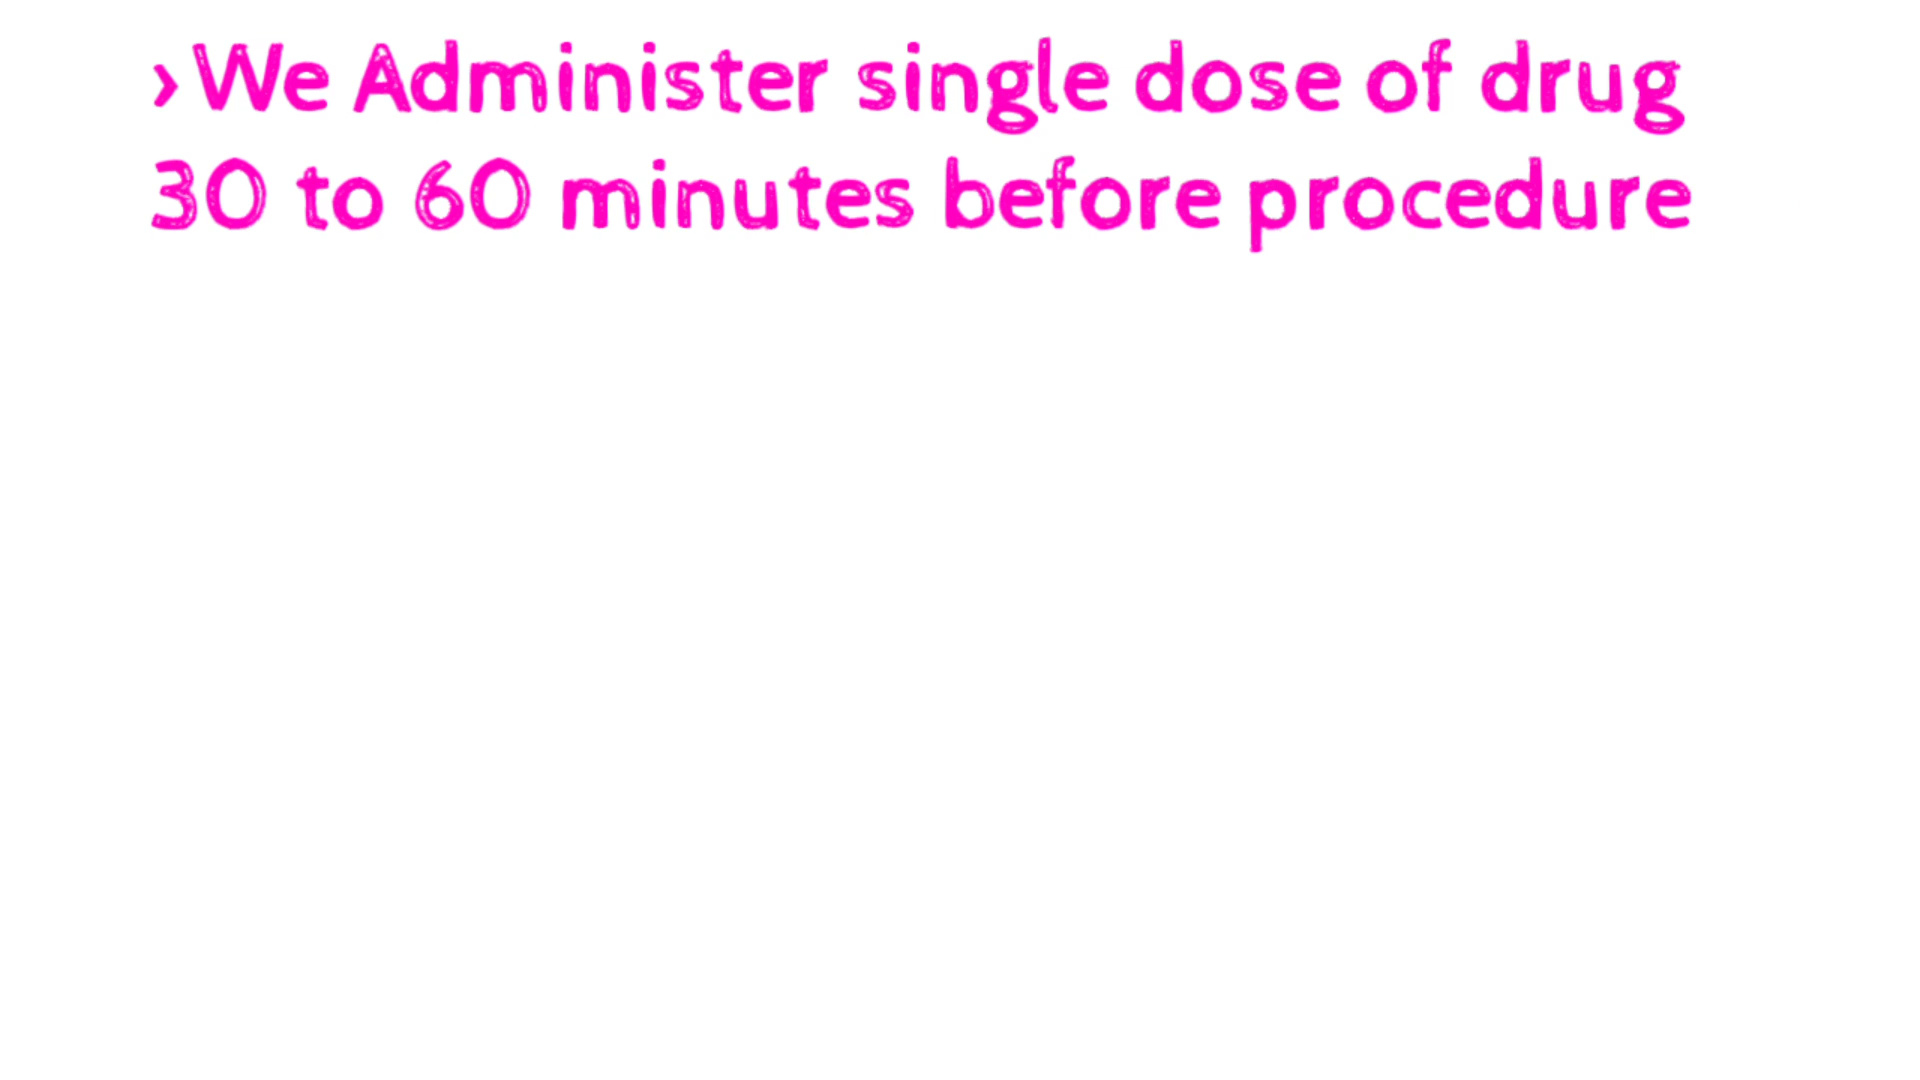 › We Administer single dose of drug
30 to 60 minutes before procedure